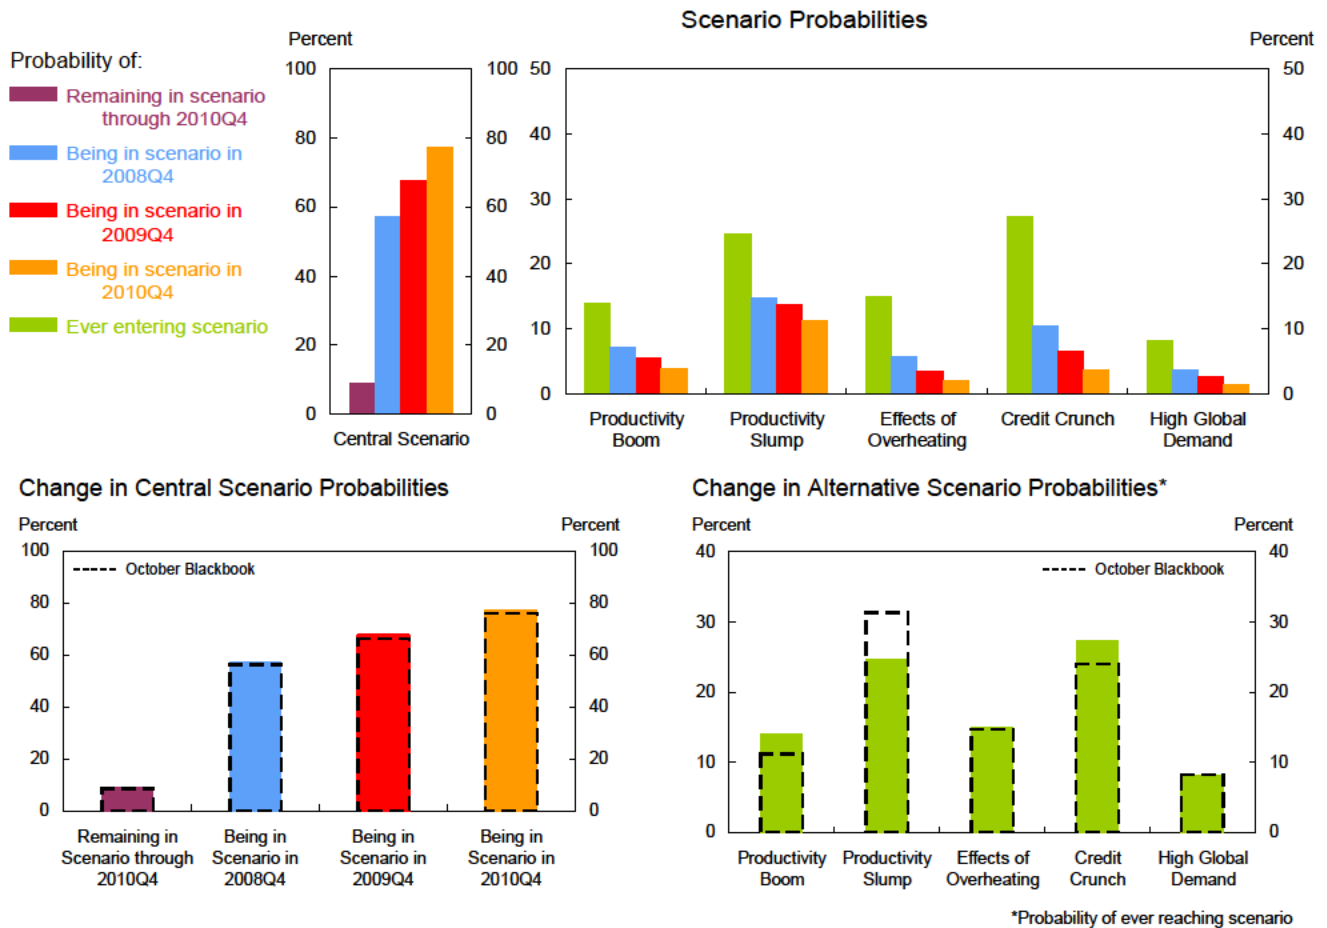 Scenario Probabilities
Probability of:
Remaining in scenario
through 2010Q4
Being in scenario in
2008Q4
Being in scenario in
2009Q4
Being in scenario in
2010Q4
Ever entering scenario
Percent
100 100
80 80
60 60
40 40
20 20
0 0
Central Scenario
Percent
50 50
40 40
30 30
20 20
10 10
0 0
Productivity Productivity Effects of Credit Crunch High Global
Boom Slump Overheating Demand
Change in Central Scenario Probabilities
Percent Percent
100 100
October Blackbook
80 80
60 60
40 40
20 20
0 0
Remaining in Being in Being in Being in
Scenario through Scenario in Scenario in Scenario in
2010Q4 2008Q4 2009Q4 2010Q4
Change in Alternative Scenario Probabilities*
Percent Percent
40 40
October Blackbook
30 30
20 20
10 10
0 0
Productivity Productivity Effects of Credit High Global
Boom Slump Overheating Crunch Demand
*Probability of ever reaching scenario